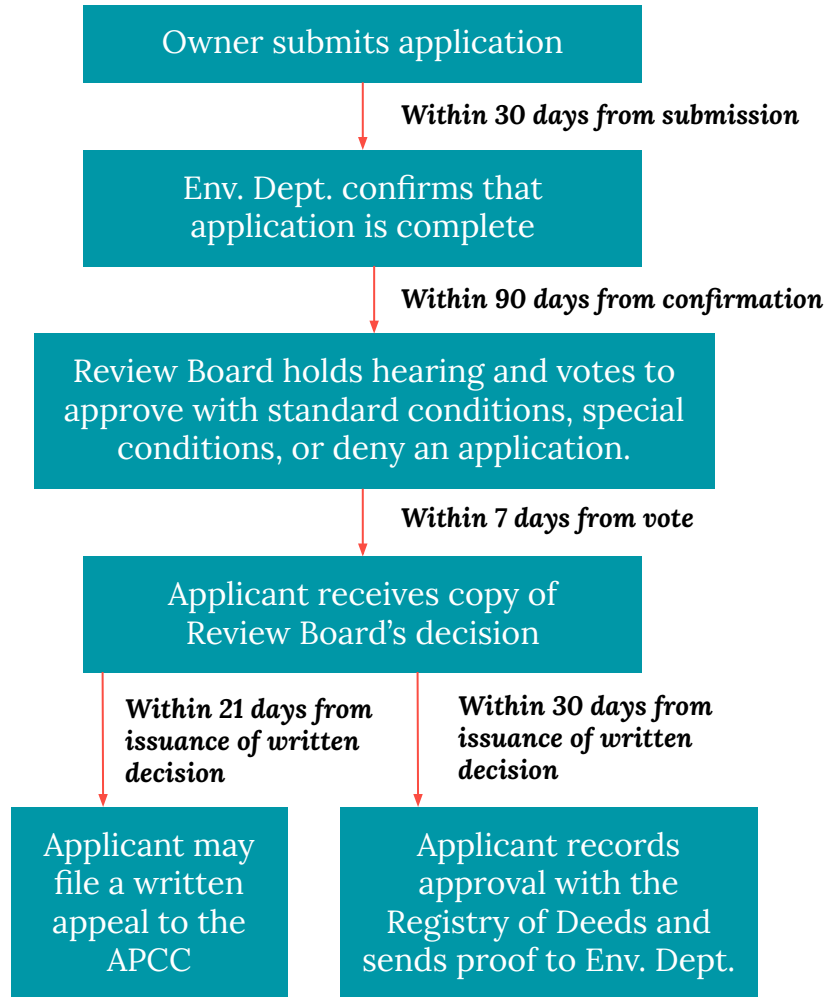 Owner submits application
Within 30 days from submission
Env. Dept. confirms that
application is complete
Within 90 days from confirmation
Review Board holds hearing and votes to
approve with standard conditions, special
conditions, or deny an application.
Within 7 days from vote
Applicant receives copy of
Review Board’s decision
Within 21 days from
issuance of written
decision
Within 30 days from
issuance of written
decision
Applicant may
file a written
appeal to the
APCC
Applicant records
approval with the
Registry of Deeds and
sends proof to Env. Dept.